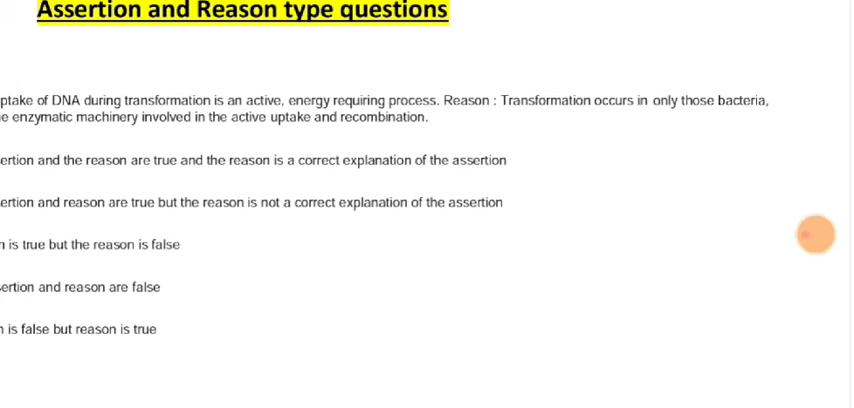 Assertion and Reason type questions
ptake of DNA during transformation is an active, energy requiring process. Reason : Transformation occurs in only those bacteria,
e enzymatic machinery involved in the active uptake and recombination.
ertion and the reason are true and the reason is a correct explanation of the assertion
ertion and reason are true but the reason is not a correct explanation of the assertion
n is true but the reason is false
sertion and reason are false
n is false but reason is true